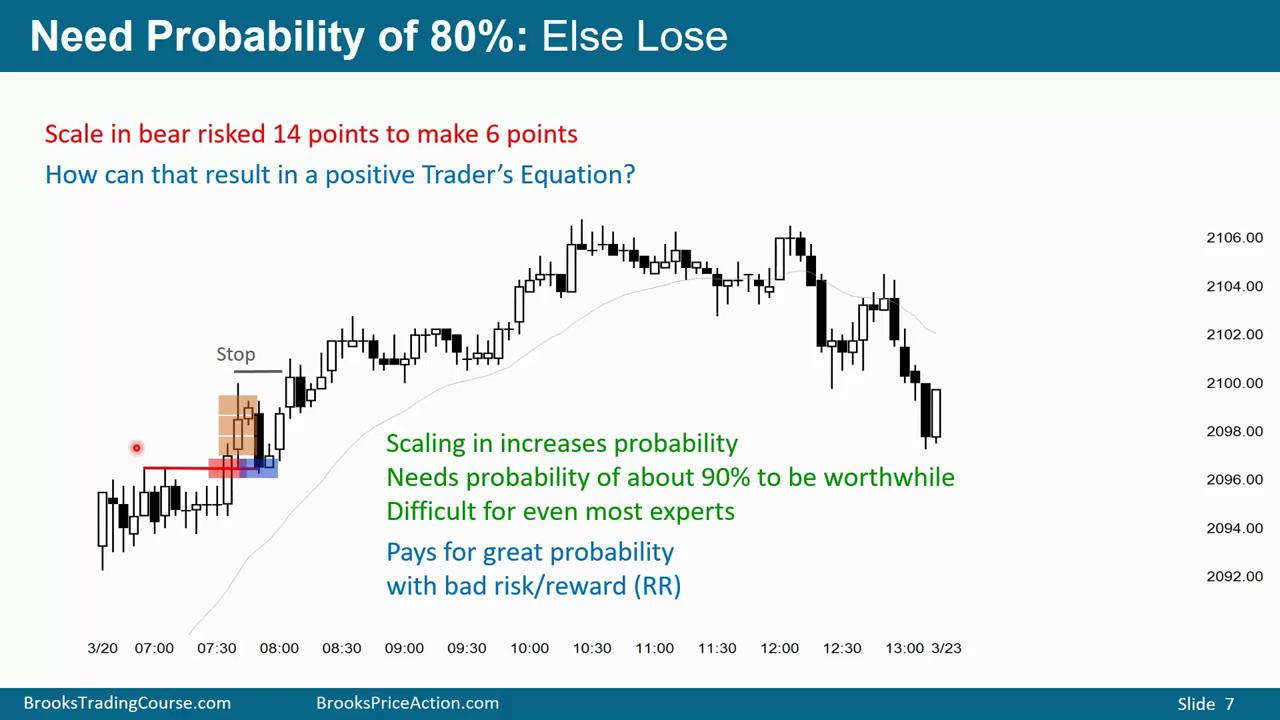 Need Probability of 80%: Else Lose
Scale in bear risked 14 points to make 6 points
How can that result in a positive Trader's Equation?
2106.00
2104.00
2102.00
Stop
2100.00
2098.00
Scaling in increases probability
Needs probability of about 90% to be worthwhile
2096.00
Difficult for even most experts
2094.00
Pays for great probability
with bad risk/reward (RR)
2092.00
3/20 07:00 07:30 08:00 08:30 09:00 09:30 10:00 10:30 11:00 11:30 12:00 12:30 13:00 3/23
BrooksTradingCourse.com BrooksPriceAction.com Slide 7